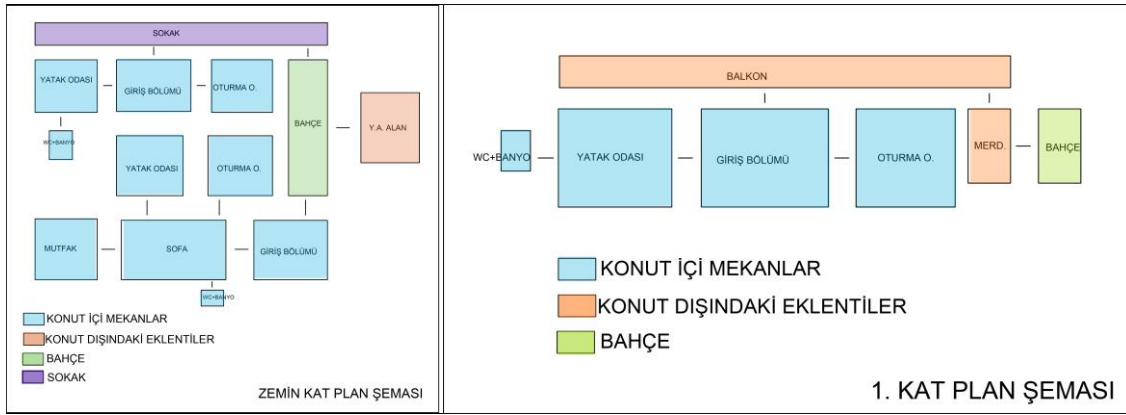 SOKAK
YATAK ODASI
GİRİŞ BÖLÜMÜ
OTURMA O.
BAHÇE
Y.A. ALAN
WC+BANYO
YATAK ODASI
OTURMA O.
MUTFAK
SOFA
GİRİŞ BÖLÜMÜ
WC+BANYO
KONUT İÇİ MEKANLAR
KONUT DIŞINDAKİ EKLENTİLER
BAHÇE
SOKAK
ZEMİN KAT PLAN ŞEMASI
BALKON
WC+BANYO
YATAK ODASI
GİRİŞ BÖLÜMÜ
OTURMA O.
MERD.
BAHÇE
KONUT İÇİ MEKANLAR
KONUT DIŞINDAKİ EKLENTİLER
BAHÇE
1. KAT PLAN ŞEMASI